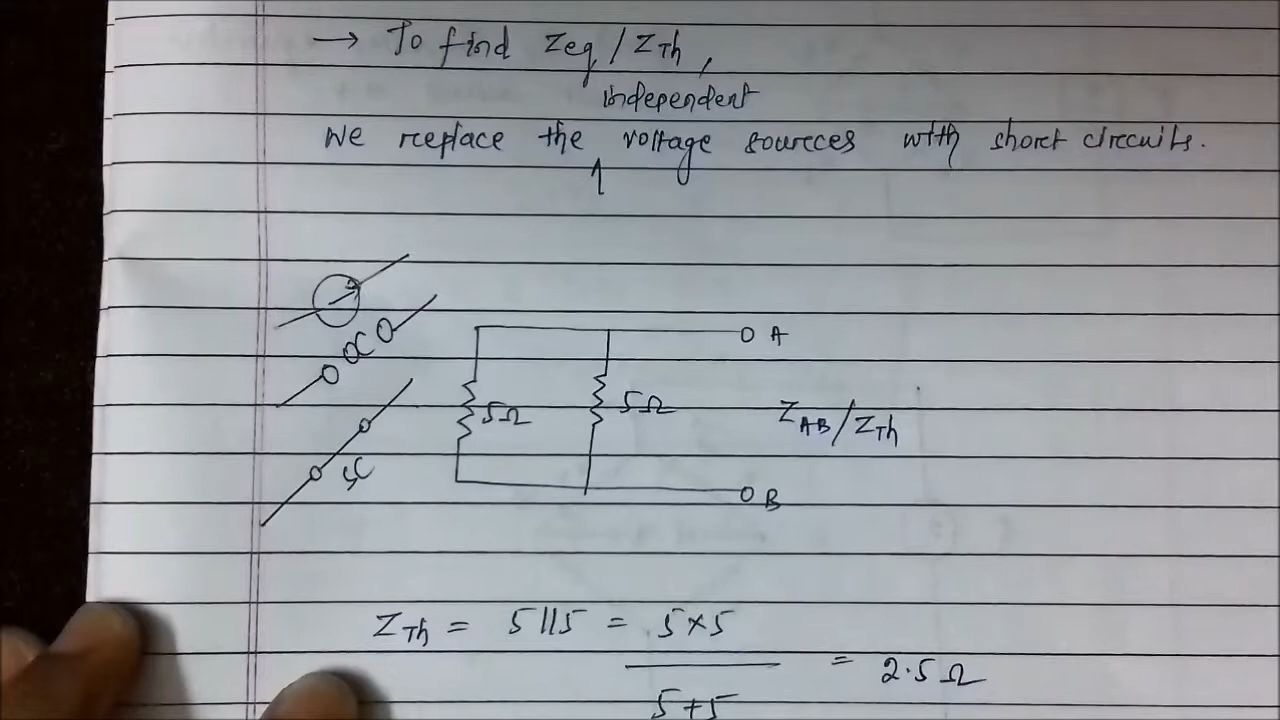 → To find Zeq / ZTh,
independent
We replace the voltage sources with short circuits.
OC
SC
5Ω
5Ω
A
ZAB/ZTh
B
ZTh = 5 || 5 = 5×5 = 2.5 Ω
5+5